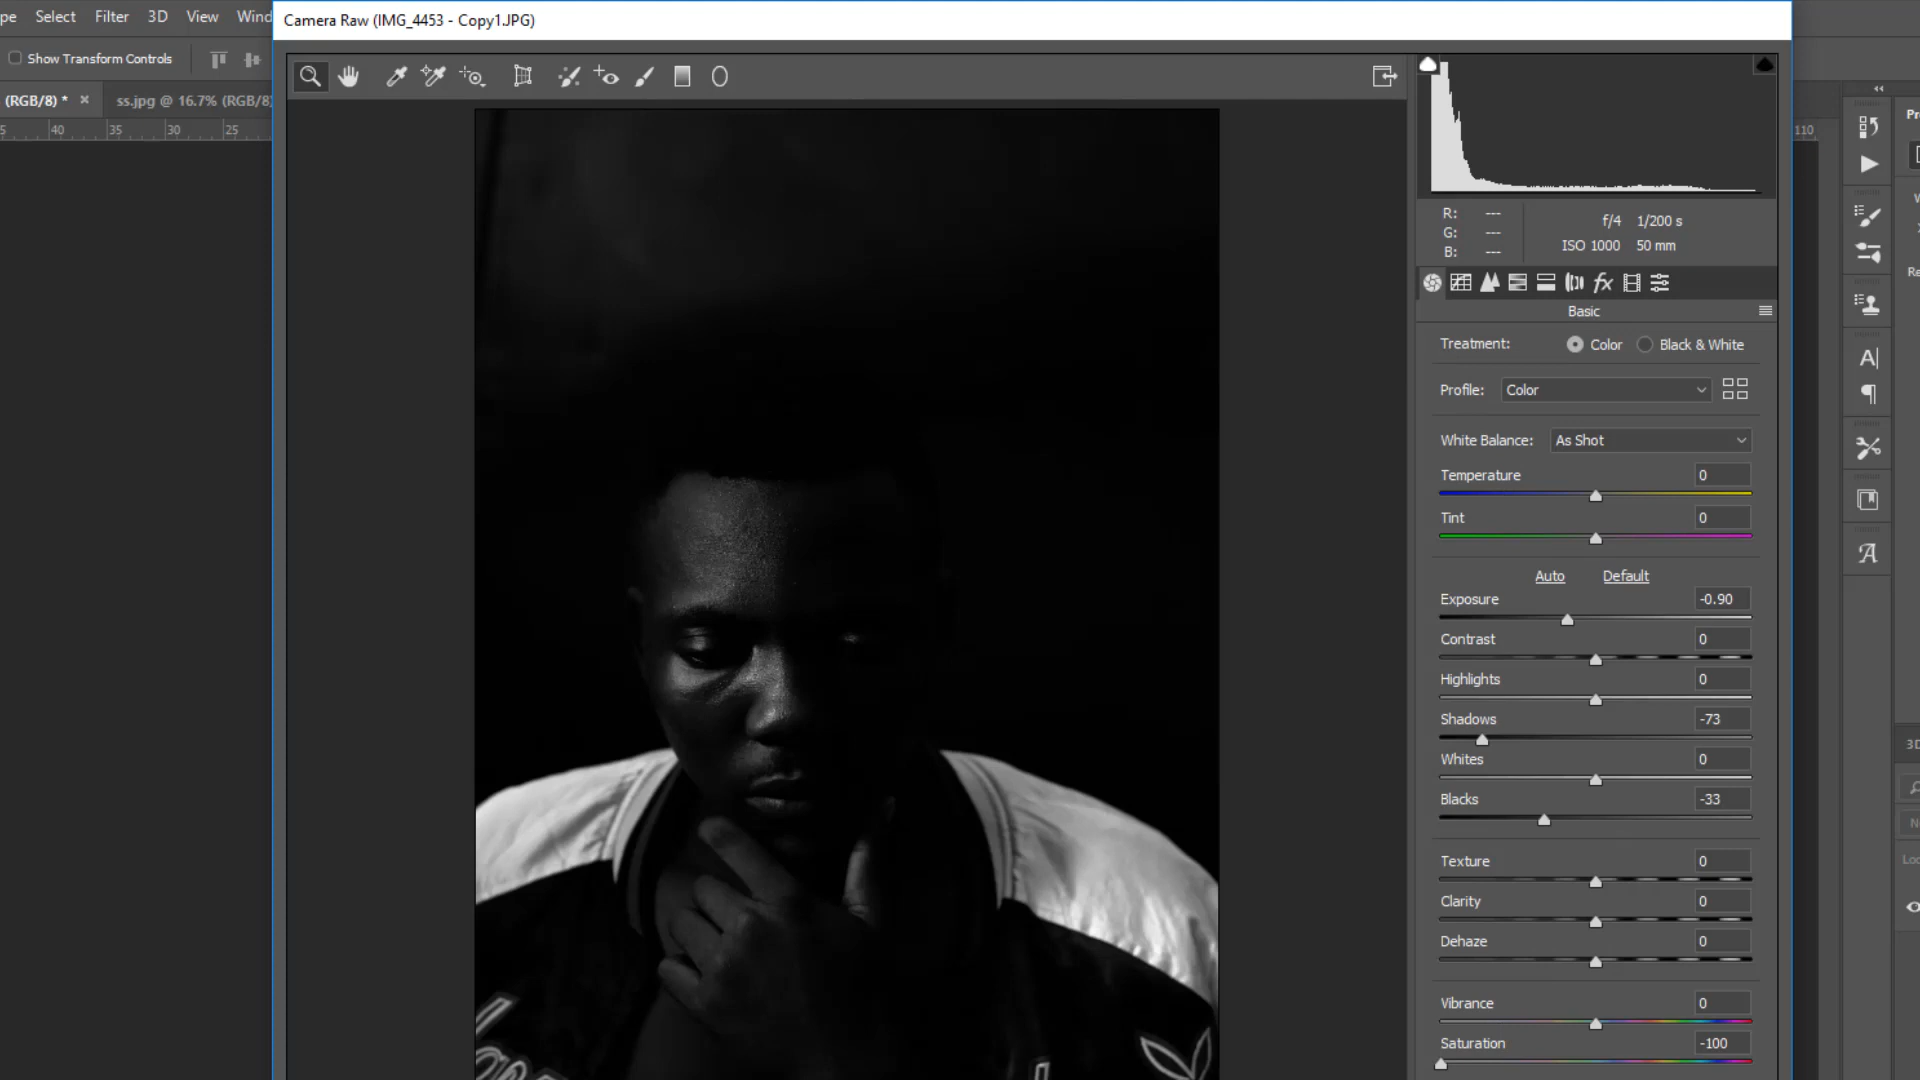 Select Filter 3D View Wind
Camera Raw (IMG_4453 - Copy1.JPG)
Show Transform Controls
(RGB/8) * × ss.jpg @ 16.7% (RGB/8)
40 35 30 25
110
R: ---
G: ---
B: ---
f/4 1/200 s
ISO 1000 50 mm
fx
Basic
Treatment: Color Black & White
Profile: Color
White Balance: As Shot
Temperature 0
Tint 0
Auto Default
Exposure -0.90
Contrast 0
Highlights 0
Shadows -73
Whites 0
Blacks -33
Texture 0
Clarity 0
Dehaze 0
Vibrance 0
Saturation -100
3D